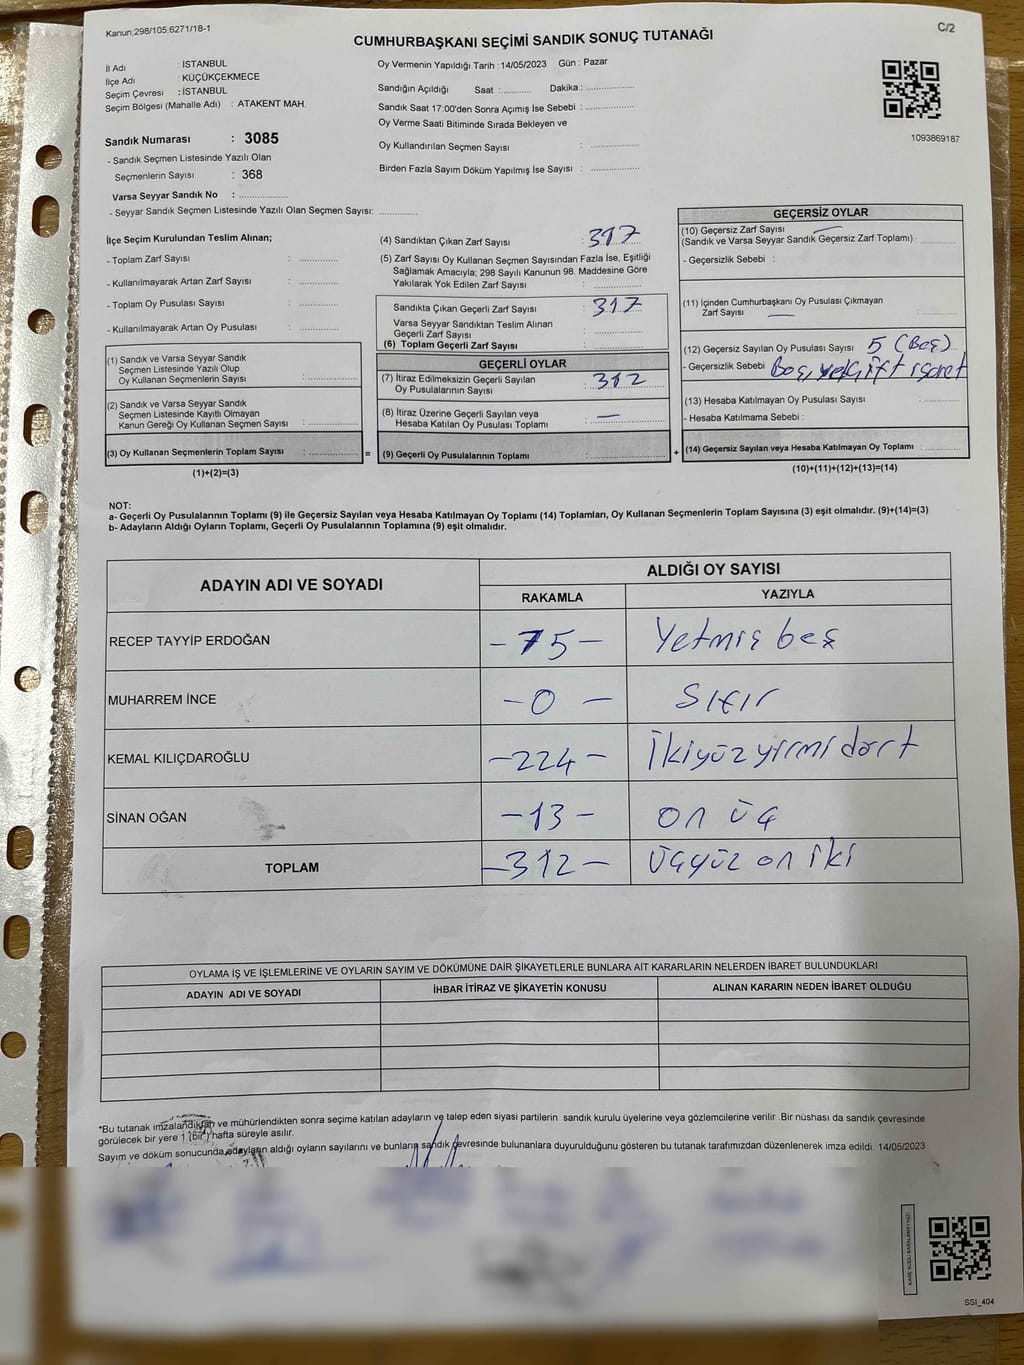 Kanun,298/105;6271/18-1
C/2
CUMHURBAŞKANI SEÇİMİ SANDIK SONUÇ TUTANAĞI
İl Adı : İSTANBUL
İlçe Adı : KÜÇÜKÇEKMECE
Seçim Çevresi : İSTANBUL
Seçim Bölgesi (Mahalle Adı) : ATAKENT MAH.
Sandık Numarası : 3085
- Sandık Seçmen Listesinde Yazılı Olan
Seçmenlerin Sayısı : 368
Varsa Seyyar Sandık No : ..............
- Seyyar Sandık Seçmen Listesinde Yazılı Olan Seçmen Sayısı: ............
Oy Vermenin Yapıldığı Tarih : 14/05/2023 Gün : Pazar
Sandığın Açıldığı Saat :.......... Dakika : ..............
Sandık Saat 17:00'den Sonra Açımış İse Sebebi : ..............
Oy Verme Saati Bitiminde Sırada Bekleyen ve
Oy Kullandırılan Seçmen Sayısı : ..............
Birden Fazla Sayım Döküm Yapılmış İse Sayısı : ..............
1093869187
İlçe Seçim Kurulundan Teslim Alınan;
- Toplam Zarf Sayısı : ..............
- Kullanılmayarak Artan Zarf Sayısı : ..............
- Toplam Oy Pusulası Sayısı : ..............
- Kullanılmayarak Artan Oy Pusulası : ..............
(1) Sandık ve Varsa Seyyar Sandık
Seçmen Listesinde Yazılı Olup
Oy Kullanan Seçmenlerin Sayısı : ..............
(2) Sandık ve Varsa Seyyar Sandık
Seçmen Listesinde Kayıtlı Olmayan
Kanun Gereği Oy Kullanan Seçmen Sayısı : ..............
(3) Oy Kullanan Seçmenlerin Toplam Sayısı : .............. =
(1)+(2)=(3)
(4) Sandıktan Çıkan Zarf Sayısı : 317
(5) Zarf Sayısı Oy Kullanan Seçmen Sayısından Fazla İse, Eşitliği
Sağlamak Amacıyla; 298 Sayılı Kanunun 98. Maddesine Göre
Yakılarak Yok Edilen Zarf Sayısı : ..............
Sandıkta Çıkan Geçerli Zarf Sayısı : 317
Varsa Seyyar Sandıktan Teslim Alınan
Geçerli Zarf Sayısı : ..............
(6) Toplam Geçerli Zarf Sayısı : ..............
GEÇERLİ OYLAR
(7) İtiraz Edilmeksizin Geçerli Sayılan
Oy Pusulasının Sayısı : 312
(8) İtiraz Üzerine Geçerli Sayılan veya
Hesaba Katılan Oy Pusulası Toplamı : —
(9) Geçerli Oy Pusulalarının Toplamı : .............. +
GEÇERSİZ OYLAR
(10) Geçersiz Zarf Sayısı —
(Sandık ve Varsa Seyyar Sandık Geçersiz Zarf Toplamı) : ..............
- Geçersizlik Sebebi :
(11) İçinden Cumhurbaşkanı Oy Pusulası Çıkmayan
Zarf Sayısı — : ..............
(12) Geçersiz Sayılan Oy Pusulası Sayısı 5 (Beş)
- Geçersizlik Sebebi Boş, ve Çift işaret
(13) Hesaba Katılmayan Oy Pusulası Sayısı : ..............
- Hesaba Katılmama Sebebi :
(14) Geçersiz Sayılan veya Hesaba Katılmayan Oy Toplamı : ..............
(10)+(11)+(12)+(13)=(14)
NOT:
a- Geçerli Oy Pusulalarının Toplamı (9) ile Geçersiz Sayılan veya Hesaba Katılmayan Oy Toplamı (14) Toplamları, Oy Kullanan Seçmenlerin Toplam Sayısına (3) eşit olmalıdır. (9)+(14)=(3)
b- Adayların Aldığı Oyların Toplamı, Geçerli Oy Pusulalarının Toplamına (9) eşit olmalıdır.
ADAYIN ADI VE SOYADI
ALDIĞI OY SAYISI
RAKAMLA YAZIYLA
RECEP TAYYİP ERDOĞAN -75- Yetmiş beş
MUHARREM İNCE -0- Sıfır
KEMAL KILIÇDAROĞLU -224- İkiyüz yirmi dört
SİNAN OĞAN -13- on üç
TOPLAM -312- Üçyüz on iki
OYLAMA İŞ VE İŞLEMLERİNE VE OYLARIN SAYIM VE DÖKÜMÜNE DAİR ŞİKAYETLERLE BUNLARA AİT KARARLARIN NELERDEN İBARET BULUNDUKLARI
ADAYIN ADI VE SOYADI İHBAR İTİRAZ VE ŞİKAYETİN KONUSU ALINAN KARARIN NEDEN İBARET OLDUĞU
*Bu tutanak imzalandıktan ve mühürlendikten sonra seçime katılan adayların ve talep eden siyasi partilerin sandık kurulu üyelerine veya gözlemcilerine verilir .Bir nüshası da sandık çevresinde
görülecek bir yere 1 (bir) hafta süreyle asılır.
Sayım ve döküm sonucunda,adayların aldığı oyların sayılarını ve bunların sandık çevresinde bulunanlara duyurulduğunu gösteren bu tutanak tarafımızdan düzenlenerek imza edildi. 14/05/2023
KARE KODU KARALAMAYINIZ!
SSİ_404